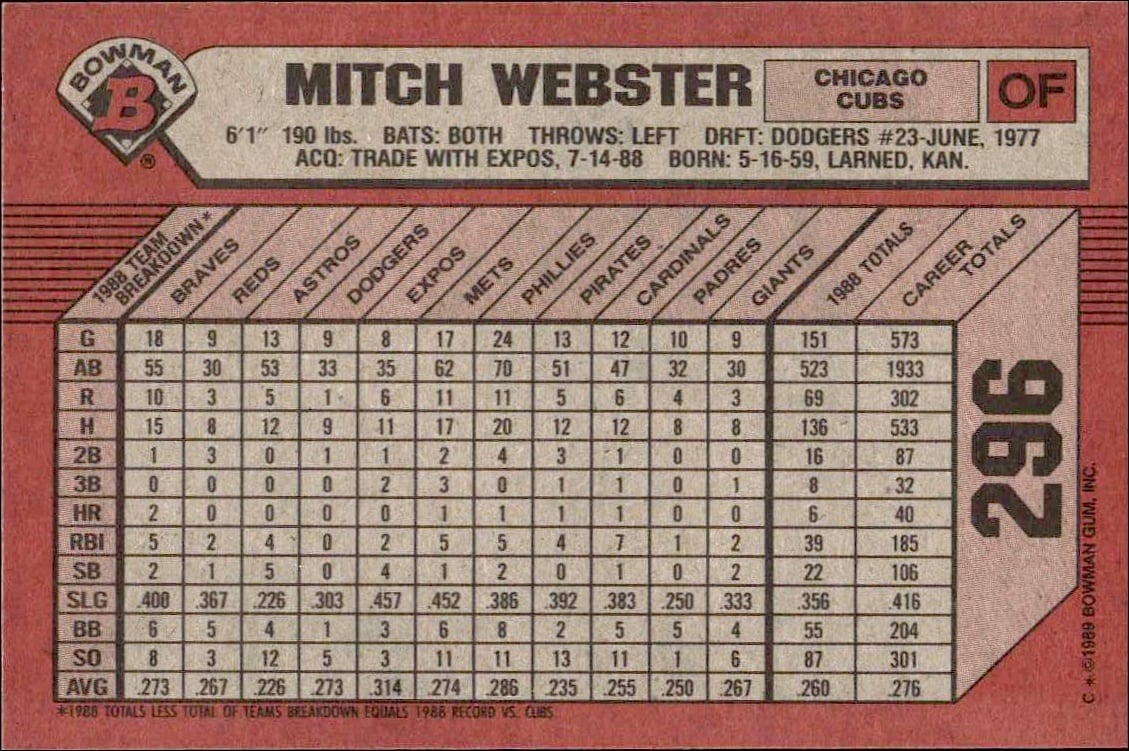 BOWMAN
B
®
MITCH WEBSTER
CHICAGO
CUBS
OF
6'1" 190 lbs. BATS: BOTH THROWS: LEFT DRFT: DODGERS #23-JUNE, 1977
ACQ: TRADE WITH EXPOS, 7-14-88 BORN: 5-16-59, LARNED, KAN.
1988 TEAM
BREAKDOWN*
BRAVES REDS ASTROS DODGERS EXPOS METS PHILLIES PIRATES CARDINALS PADRES GIANTS 1988 TOTALS CAREER TOTALS
G 18 9 13 9 8 17 24 13 12 10 9 151 573
AB 55 30 53 33 35 62 70 51 47 32 30 523 1933
R 10 3 5 1 6 11 11 5 6 4 3 69 302
H 15 8 12 9 11 17 20 12 12 8 8 136 533
2B 1 3 0 1 1 2 4 3 1 0 0 16 87
3B 0 0 0 0 2 3 0 1 1 0 1 8 32
HR 2 0 0 0 0 1 1 1 1 0 0 6 40
RBI 5 2 4 0 2 5 5 4 7 1 2 39 185
SB 2 1 5 0 4 1 2 0 1 0 2 22 106
SLG .400 .367 .226 .303 .457 .452 .386 .392 .383 .250 .333 .356 .416
BB 6 5 4 1 3 6 8 2 5 5 4 55 204
SO 8 3 12 5 3 11 11 13 11 1 6 87 301
AVG .273 .267 .226 .273 .314 .274 .286 .235 .255 .250 .267 .260 .276
*1988 TOTALS LESS TOTAL OF TEAMS BREAKDOWN EQUALS 1988 RECORD VS. CUBS
296
C *©1989 BOWMAN GUM, INC.